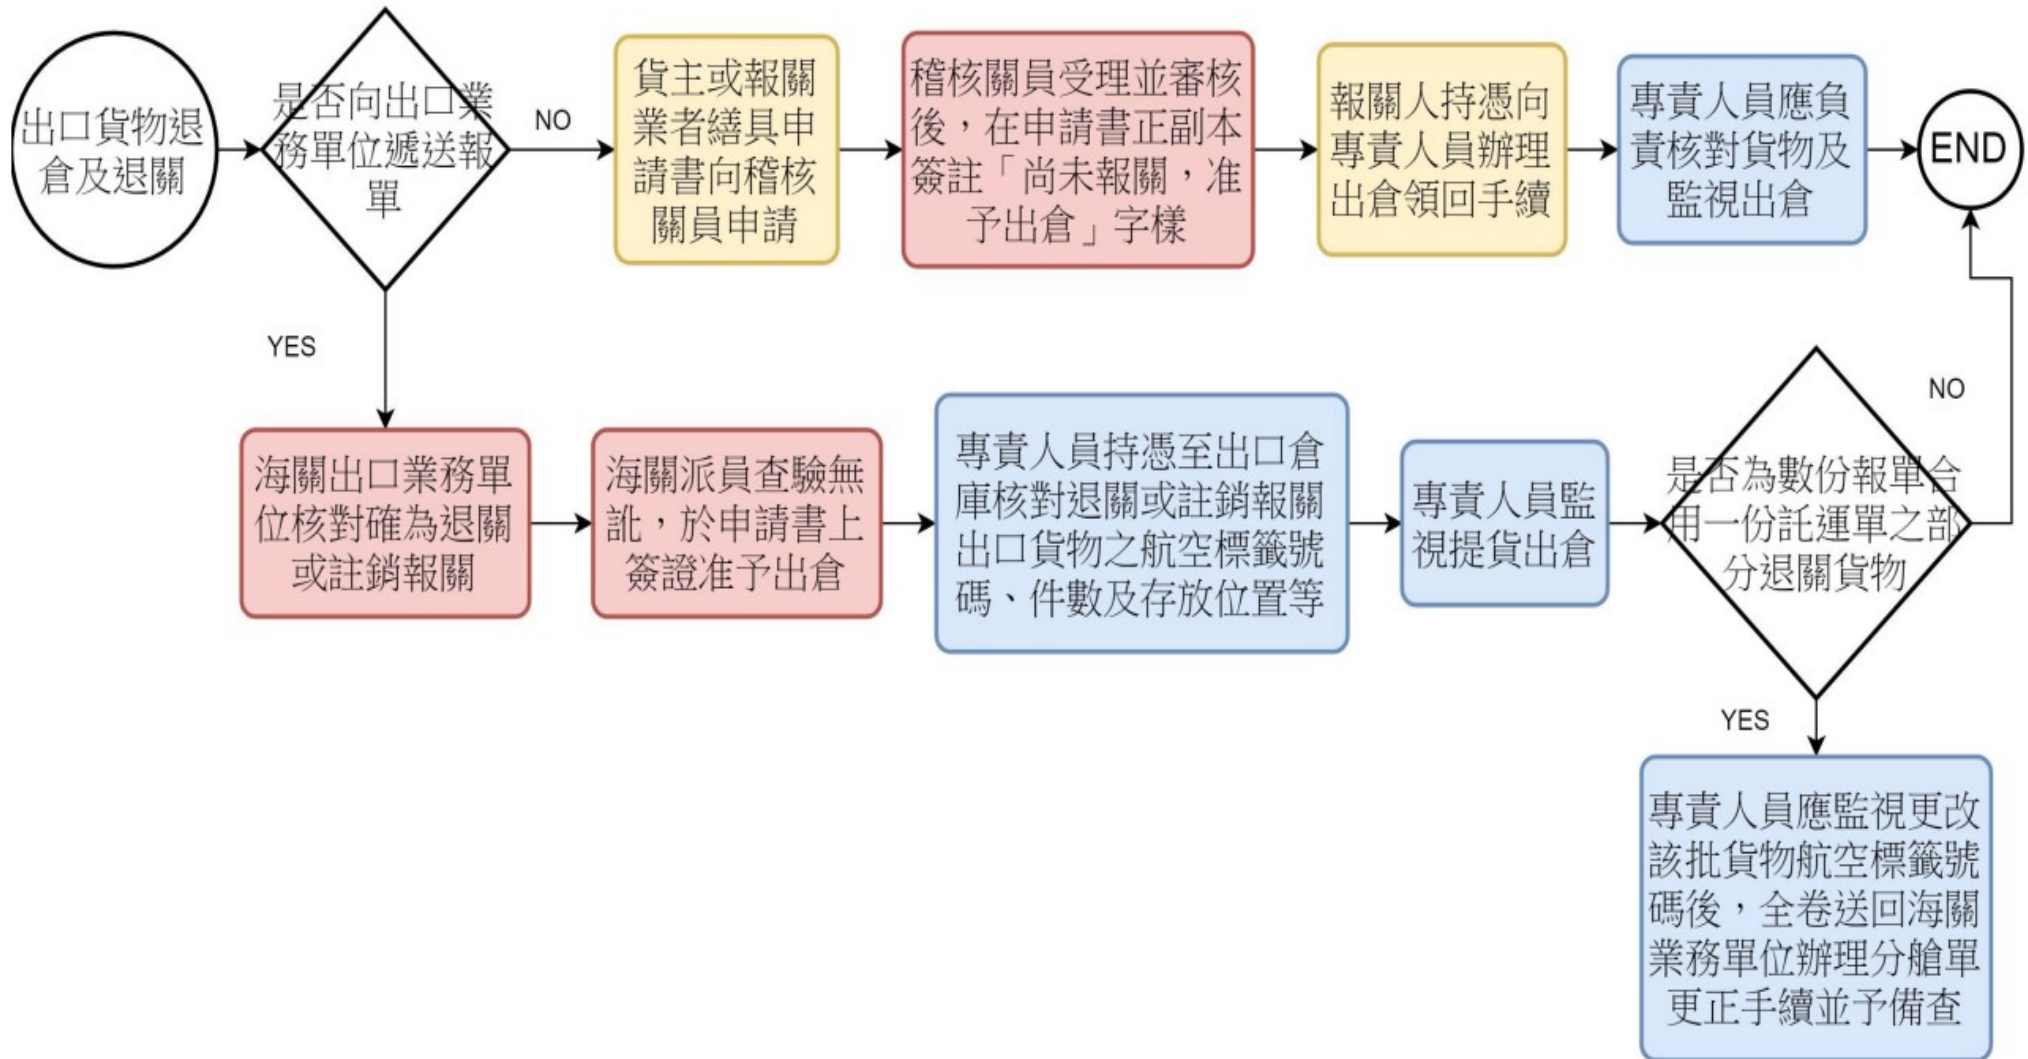 出口貨物退
倉及退關
是否向出口業
務單位遞送報
單
NO
貨主或報關
業者繕具申
請書向稽核
關員申請
稽核關員受理並審核
後，在申請書正副本
簽註「尚未報關，准
予出倉」字樣
報關人持憑向
專責人員辦理
出倉領回手續
專責人員應負
責核對貨物及
監視出倉
END
YES
海關出口業務單
位核對確為退關
或註銷報關
海關派員查驗無
訛，於申請書上
簽證准予出倉
專責人員持憑至出口倉
庫核對退關或註銷報關
出口貨物之航空標籤號
碼、件數及存放位置等
專責人員監
視提貨出倉
是否為數份報單合
用一份託運單之部
分退關貨物
NO
YES
專責人員應監視更改
該批貨物航空標籤號
碼後，全卷送回海關
業務單位辦理分艙單
更正手續並予備查